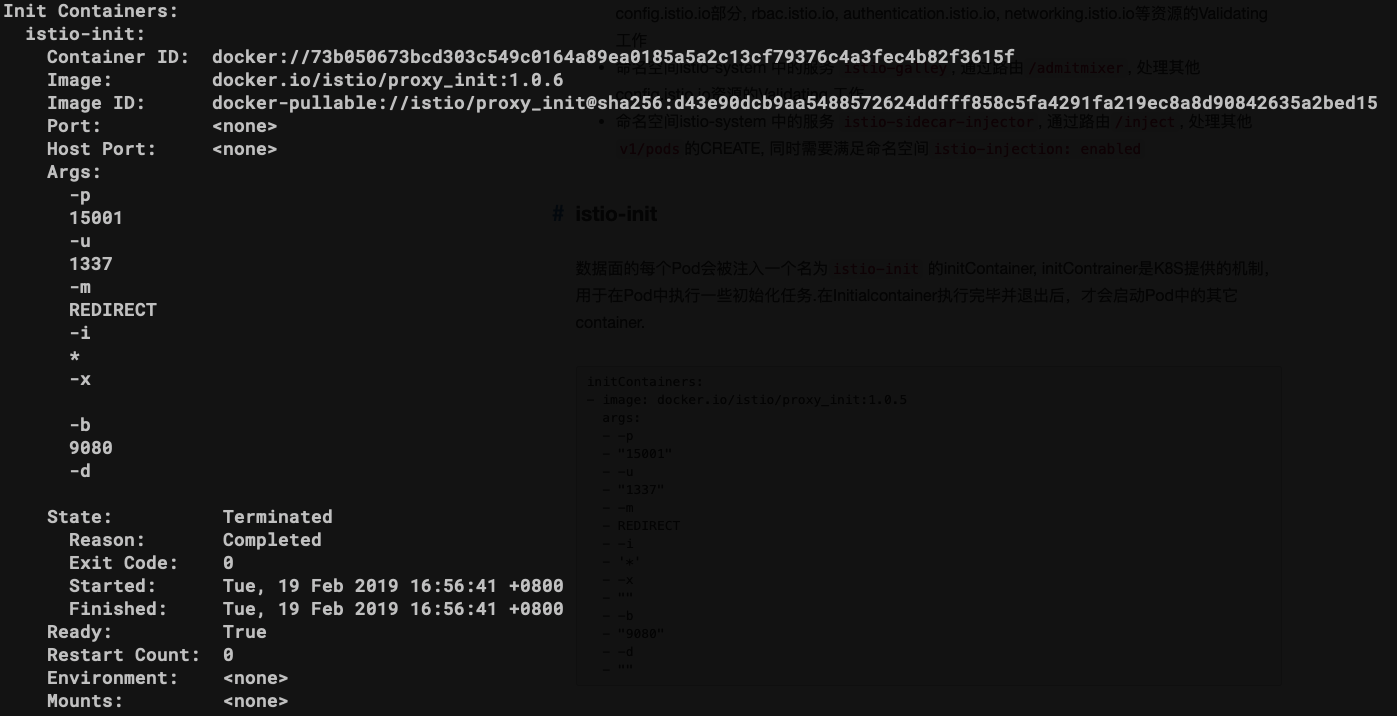 Init Containers:
istio-init:
Container ID: docker://73b050673bcd303c549c0164a89ea0185a5a2c13cf79376c4a3fec4b82f3615f
Image: docker.io/istio/proxy_init:1.0.6
Image ID: docker-pullable://istio/proxy_init@sha256:d43e90dcb9aa5488572624ddfff858c5fa4291fa219ec8a8d90842635a2bed15
Port: <none>
Host Port: <none>
Args:
-p
15001
-u
1337
-m
REDIRECT
-i
*
-x
-b
9080
-d
State: Terminated
Reason: Completed
Exit Code: 0
Started: Tue, 19 Feb 2019 16:56:41 +0800
Finished: Tue, 19 Feb 2019 16:56:41 +0800
Ready: True
Restart Count: 0
Environment: <none>
Mounts: <none>
config.istio.io部分, rbac.istio.io, authentication.istio.io, networking.istio.io等资源的Validating
工作
• 命名空间istio-system 中的服务 istio-galley, 通过路由 /admitmixer, 处理其他
config.istio.io资源的Validating 工作
• 命名空间istio-system 中的服务 istio-sidecar-injector, 通过路由 /inject, 处理其他
v1/pods 的CREATE, 同时需要满足命名空间 istio-injection: enabled
# istio-init
数据面的每个Pod会被注入一个名为 istio-init 的initContainer, initContrainer是K8S提供的机制，
用于在Pod中执行一些初始化任务.在Initialcontainer执行完毕并退出后，才会启动Pod中的其它
container.
initContainers:
- image: docker.io/istio/proxy_init:1.0.5
args:
- -p
- "15001"
- -u
- "1337"
- -m
- REDIRECT
- -i
- '*'
- -x
- ""
- -b
- "9080"
- -d
- ""